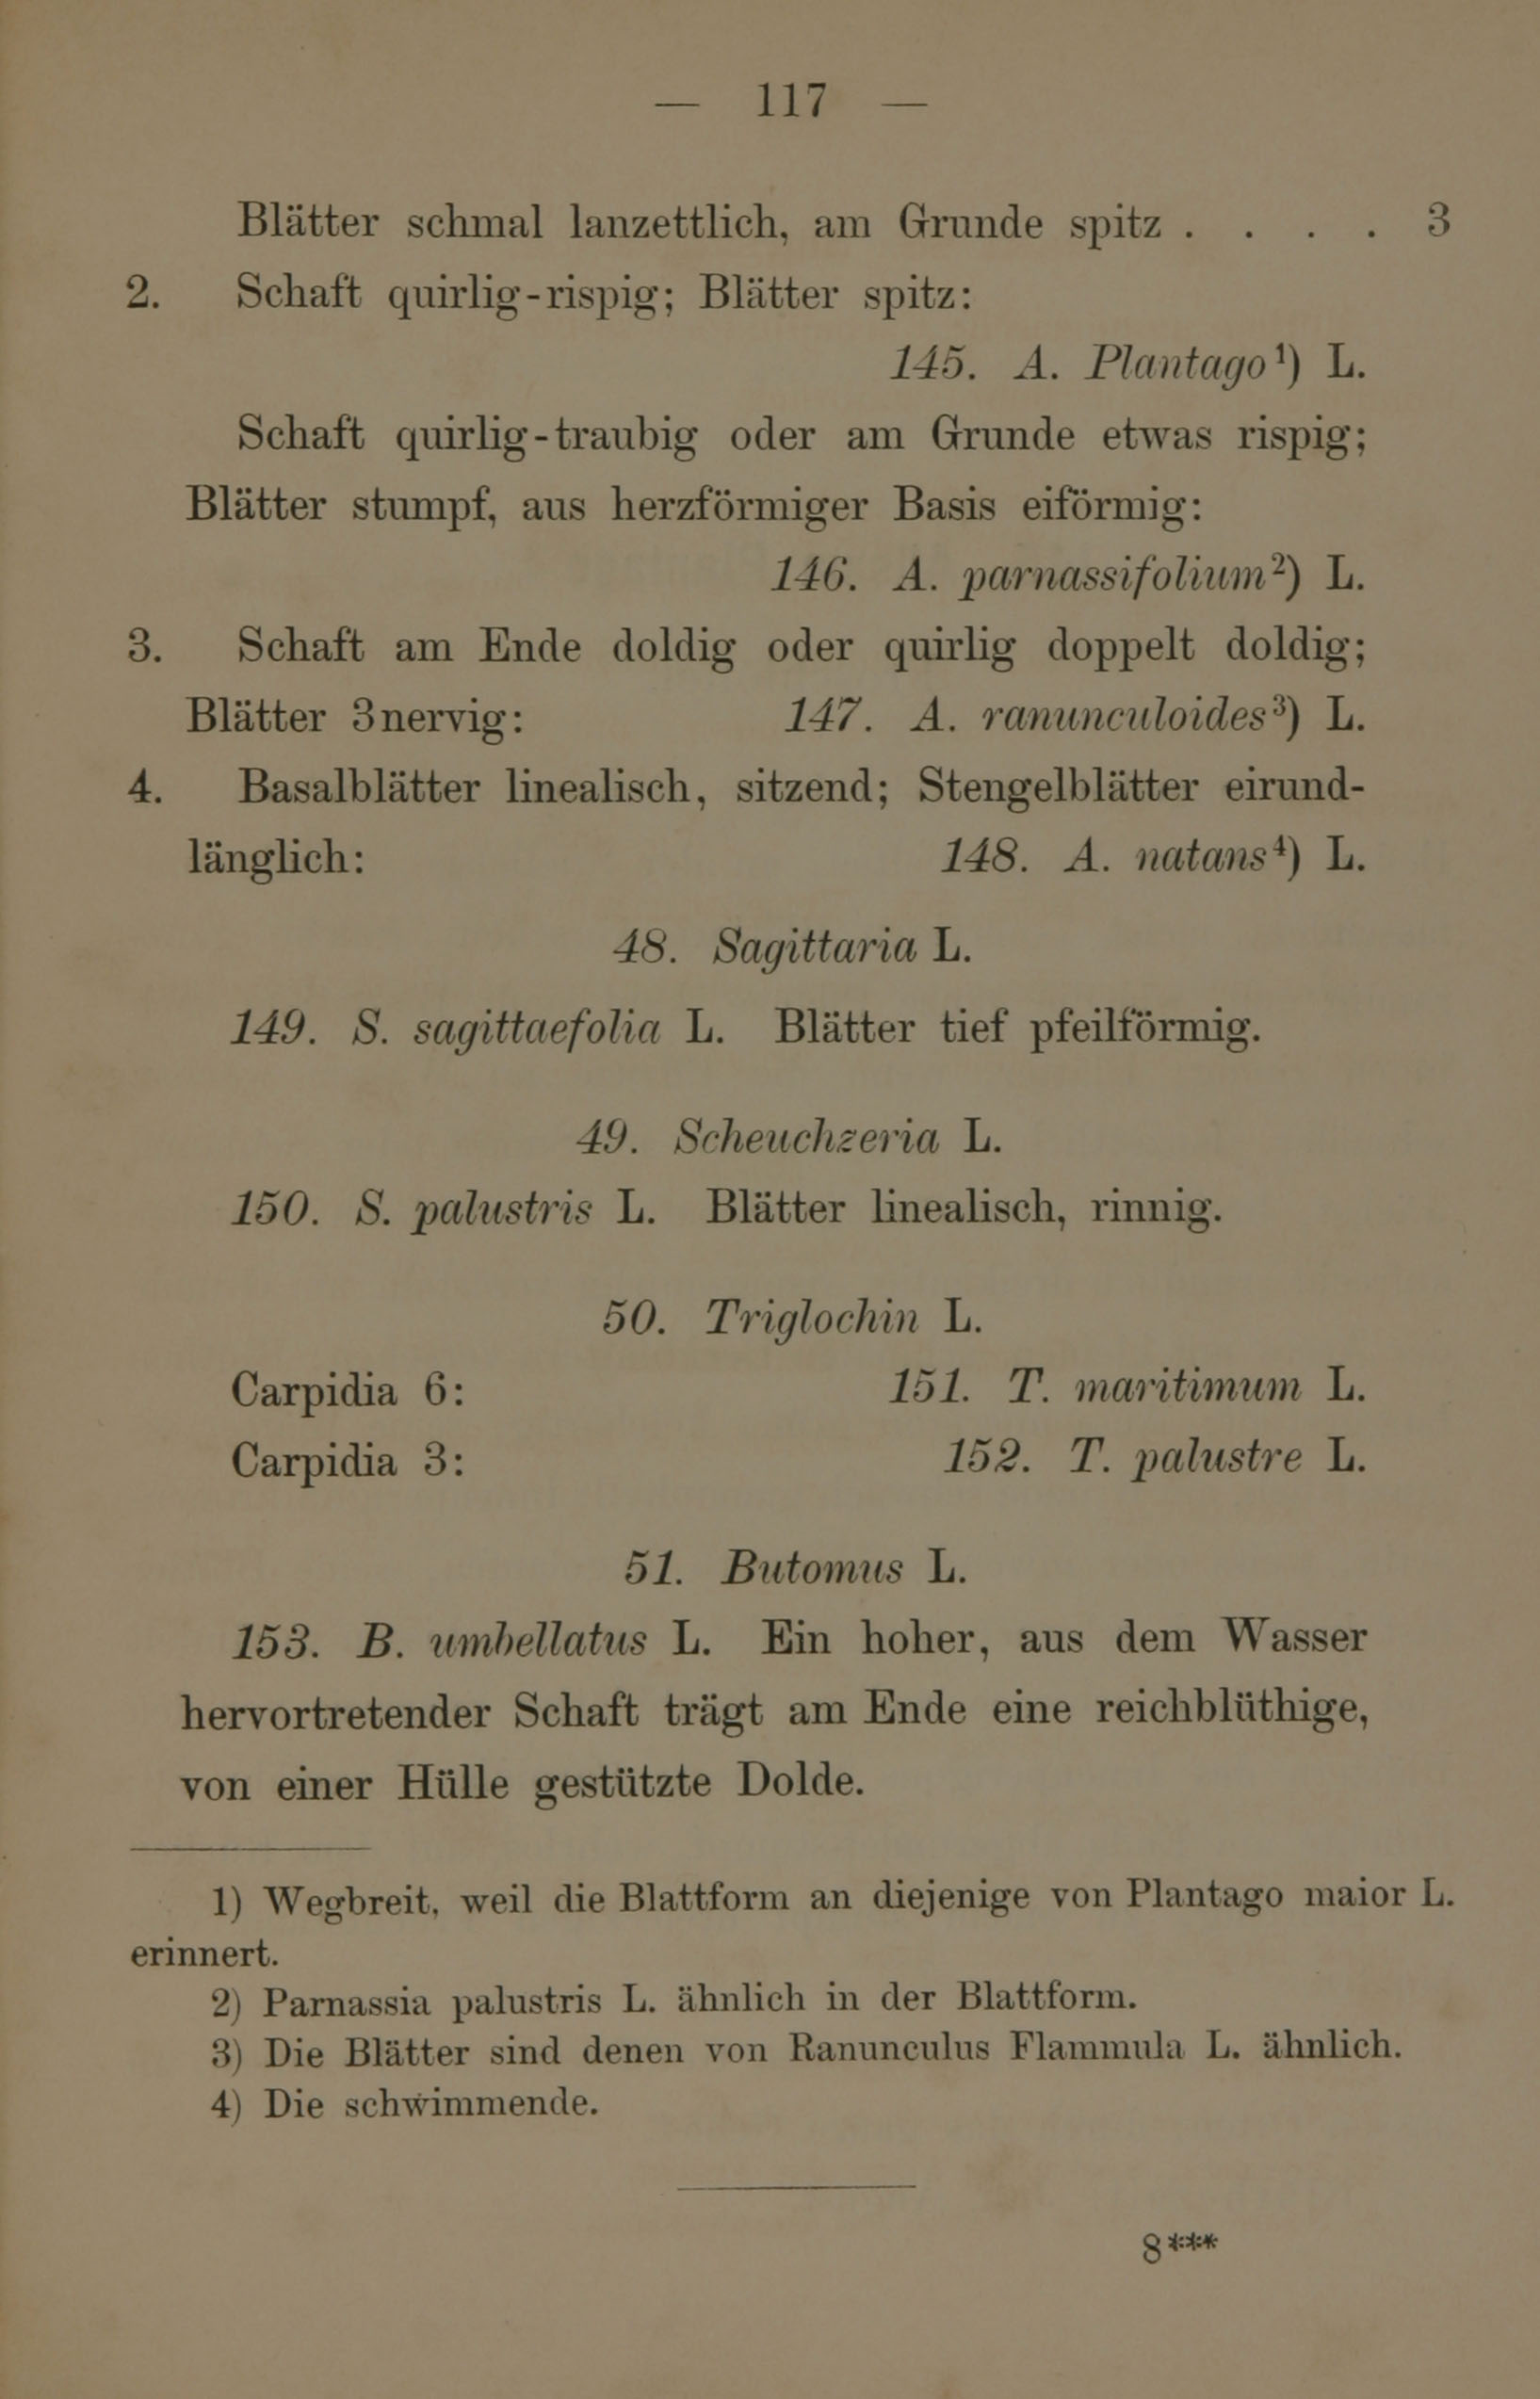 — 117 —
Blätter schmal lanzettlich, am Grunde spitz . . . . 3
2. Schaft quirlig-rispig; Blätter spitz:
145. A. Plantago¹) L.
Schaft quirlig-traubig oder am Grunde etwas rispig;
Blätter stumpf, aus herzförmiger Basis eiförmig:
146. A. parnassifolium²) L.
3. Schaft am Ende doldig oder quirlig doppelt doldig;
Blätter 3nervig: 147. A. ranunculoides³) L.
4. Basalblätter linealisch, sitzend; Stengelblätter eirund-
länglich: 148. A. natans⁴) L.
48. Sagittaria L.
149. S. sagittaefolia L. Blätter tief pfeilförmig.
49. Scheuchzeria L.
150. S. palustris L. Blätter linealisch, rinnig.
50. Triglochin L.
Carpidia 6: 151. T. maritimum L.
Carpidia 3: 152. T. palustre L.
51. Butomus L.
153. B. umbellatus L. Ein hoher, aus dem Wasser
hervortretender Schaft trägt am Ende eine reichblüthige,
von einer Hülle gestützte Dolde.
1) Wegbreit, weil die Blattform an diejenige von Plantago maior L.
erinnert.
2) Parnassia palustris L. ähnlich in der Blattform.
3) Die Blätter sind denen von Ranunculus Flammula L. ähnlich.
4) Die schwimmende.
8***